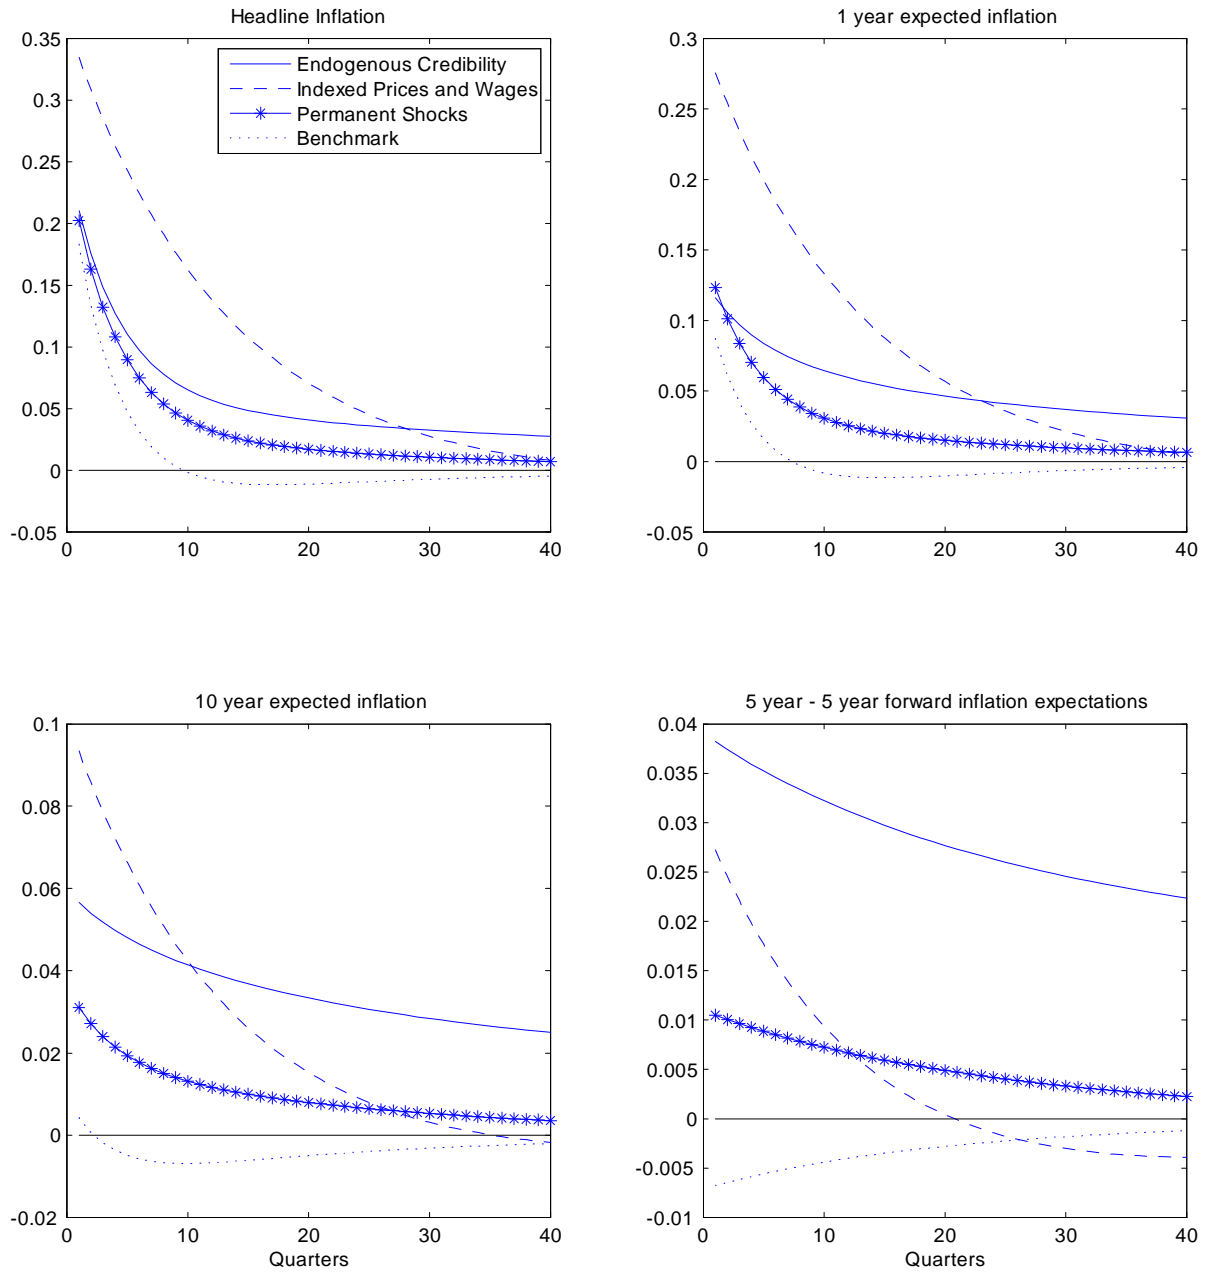 Headline Inflation
0.35
0.3
0.25
0.2
0.15
0.1
0.05
0
-0.05
0 10 20 30 40
Endogenous Credibility
Indexed Prices and Wages
Permanent Shocks
Benchmark
1 year expected inflation
0.3
0.25
0.2
0.15
0.1
0.05
0
-0.05
0 10 20 30 40
10 year expected inflation
0.1
0.08
0.06
0.04
0.02
0
-0.02
0 10 20 30 40
Quarters
5 year - 5 year forward inflation expectations
0.04
0.035
0.03
0.025
0.02
0.015
0.01
0.005
0
-0.005
-0.01
0 10 20 30 40
Quarters